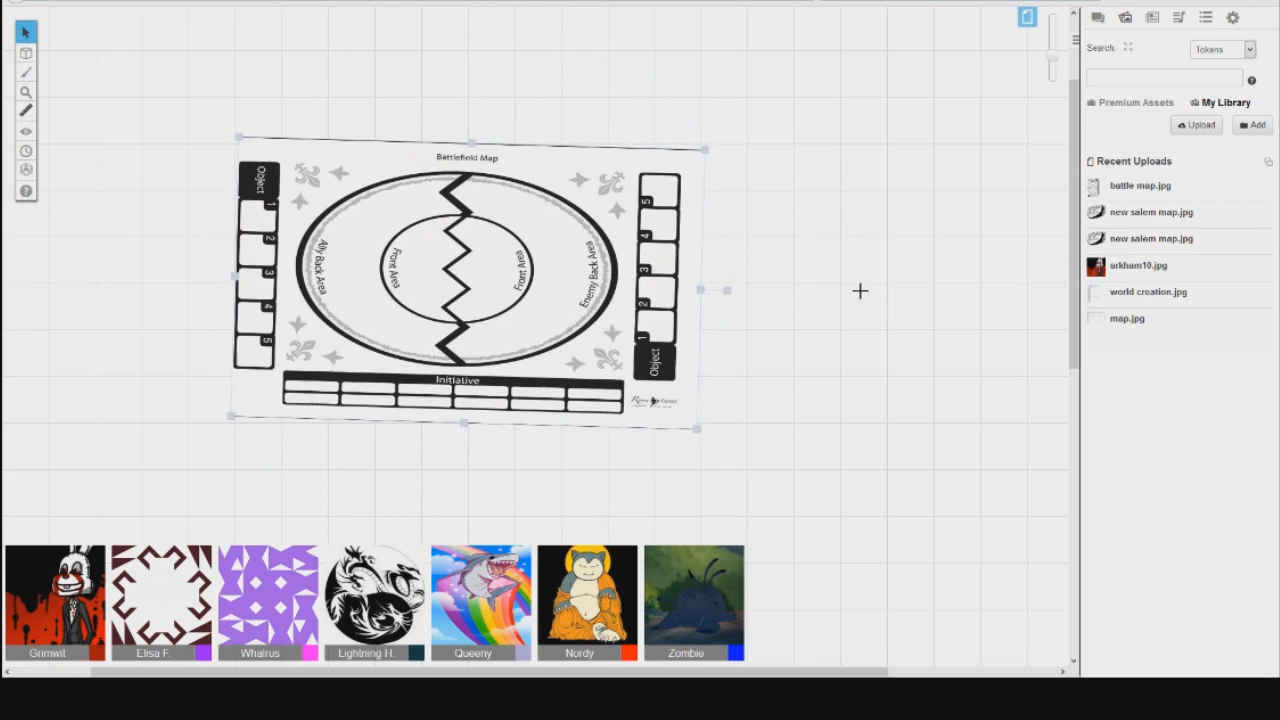 Search:
Tokens
Premium Assets
My Library
Upload
Add
Recent Uploads
battle map.jpg
new salem map.jpg
new salem map.jpg
arkham10.jpg
world creation.jpg
map.jpg
Battlefield Map
Object
1
2
3
4
5
Ally Back Area
Front Area
Front Area
Enemy Back Area
5
4
3
2
1
Object
Initiative
Grimwit
Elisa F.
Whalrus
Lightning H.
Queeny
Nordy
Zombie